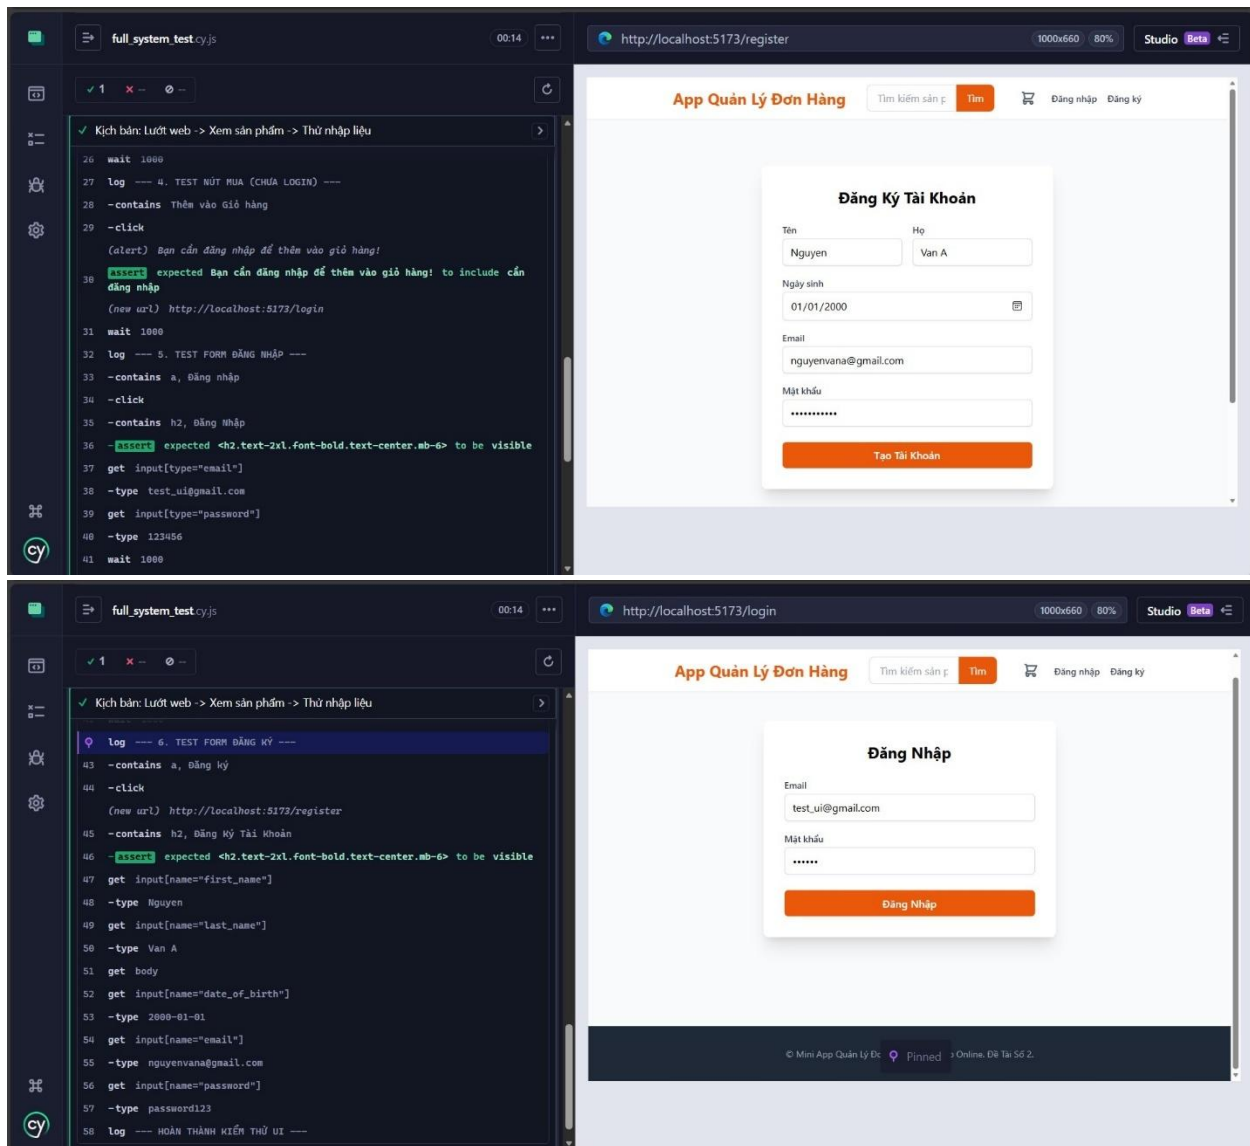 full_system_test.cy.js
00:14
http://localhost:5173/register
1000x660
80%
Studio Beta
1
--
--
Kịch bản: Lướt web -> Xem sản phẩm -> Thử nhập liệu
26 wait 1000
27 log --- 4. TEST NÚT MUA (CHƯA LOGIN) ---
28 -contains Thêm vào Giỏ hàng
29 -click
(alert) Bạn cần đăng nhập để thêm vào giỏ hàng!
30 assert expected Bạn cần đăng nhập để thêm vào giỏ hàng! to include cần
đăng nhập
(new url) http://localhost:5173/login
31 wait 1000
32 log --- 5. TEST FORM ĐĂNG NHẬP ---
33 -contains a, Đăng nhập
34 -click
35 -contains h2, Đăng Nhập
36 -assert expected <h2.text-2xl.font-bold.text-center.mb-6> to be visible
37 get input[type="email"]
38 -type test_ui@gmail.com
39 get input[type="password"]
40 -type 123456
41 wait 1000
cy
App Quản Lý Đơn Hàng
Tìm kiếm sản p
Tìm
Đăng nhập
Đăng ký
Đăng Ký Tài Khoản
Tên
Họ
Nguyen
Van A
Ngày sinh
01/01/2000
Email
nguyenvana@gmail.com
Mật khẩu
Tạo Tài Khoản
full_system_test.cy.js
00:14
http://localhost:5173/login
1000x660
80%
Studio Beta
1
--
--
Kịch bản: Lướt web -> Xem sản phẩm -> Thử nhập liệu
log --- 6. TEST FORM ĐĂNG KÝ ---
43 -contains a, Đăng ký
44 -click
(new url) http://localhost:5173/register
45 -contains h2, Đăng Ký Tài Khoản
46 -assert expected <h2.text-2xl.font-bold.text-center.mb-6> to be visible
47 get input[name="first_name"]
48 -type Nguyen
49 get input[name="last_name"]
50 -type Van A
51 get body
52 get input[name="date_of_birth"]
53 -type 2000-01-01
54 get input[name="email"]
55 -type nguyenvana@gmail.com
56 get input[name="password"]
57 -type password123
58 log --- HOÀN THÀNH KIỂM THỬ UI ---
cy
App Quản Lý Đơn Hàng
Tìm kiếm sản p
Tìm
Đăng nhập
Đăng ký
Đăng Nhập
Email
test_ui@gmail.com
Mật khẩu
Đăng Nhập
© Mini App Quản Lý
Pinned
Online. Đề Tài Số 2.